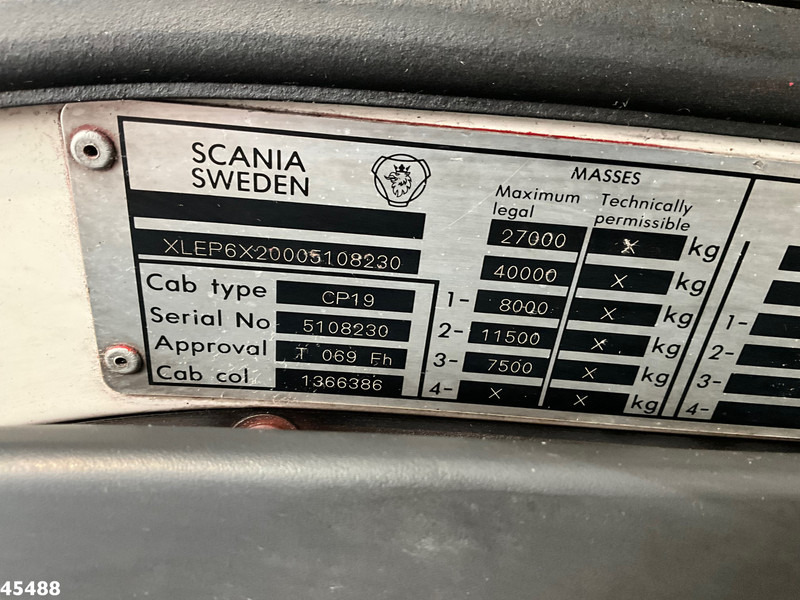 SCANIA
SWEDEN
XLEP6X20005108230
Cab type CP19
Serial No 5108230
Approval T 069 Fh
Cab col. 1366386
MASSES
Maximum legal Technically permissible
27000 X kg
40000 X kg
1- 8000 X kg
2- 11500 X kg
3- 7500 X kg
4- X X kg
1-
2-
3-
4-
45488